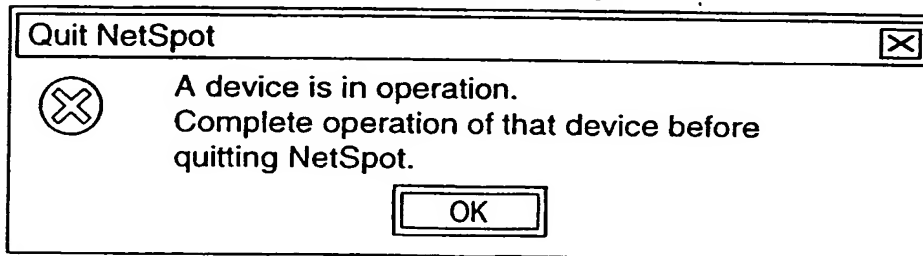 Quit NetSpot
A device is in operation.
Complete operation of that device before
quitting NetSpot.
OK